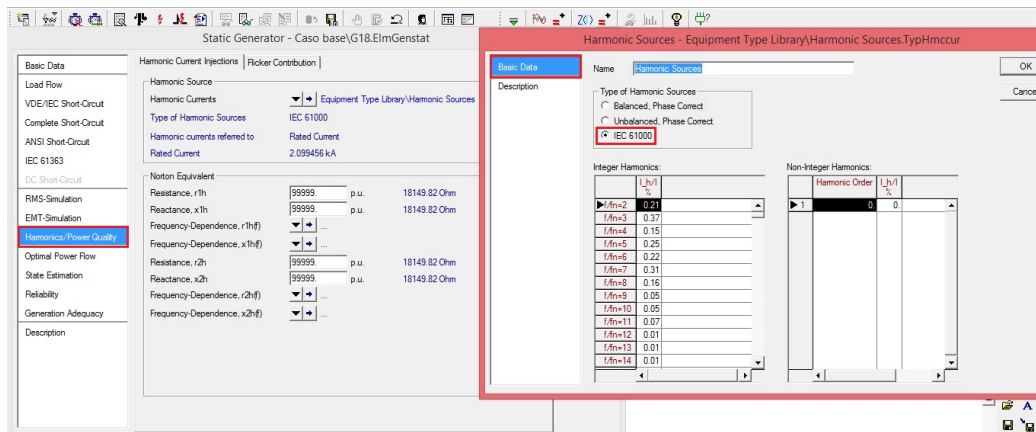 Static Generator - Caso base\G18.ElmGenstat
Basic Data
Load Flow
VDE/IEC Short-Circuit
Complete Short-Circuit
ANSI Short-Circuit
IEC 61363
DC Short-Circuit
RMS-Simulation
EMT-Simulation
Harmonics/Power Quality
Optimal Power Flow
State Estimation
Reliability
Generation Adequacy
Description
Harmonic Current Injections Flicker Contribution
Harmonic Source
Harmonic Currents Equipment Type Library\Harmonic Sources
Type of Harmonic Sources IEC 61000
Harmonic currents referred to Rated Current
Rated Current 2.099456 kA
Norton Equivalent
Resistance, r1h 99999. p.u. 18149.82 Ohm
Reactance, x1h 99999. p.u. 18149.82 Ohm
Frequency-Dependence, r1h(f) ...
Frequency-Dependence, x1h(f) ...
Resistance, r2h 99999. p.u. 18149.82 Ohm
Reactance, x2h 99999. p.u. 18149.82 Ohm
Frequency-Dependence, r2h(f) ...
Frequency-Dependence, x2h(f) ...
Harmonic Sources - Equipment Type Library\Harmonic Sources.TypHmccur
Basic Data
Description
Name Harmonic Sources
OK
Cance
Type of Harmonic Sources
Balanced, Phase Correct
Unbalanced, Phase Correct
IEC 61000
Integer Harmonics:
I_h/I
%
f/fn=2 0.21
f/fn=3 0.37
f/fn=4 0.15
f/fn=5 0.25
f/fn=6 0.22
f/fn=7 0.31
f/fn=8 0.16
f/fn=9 0.05
f/fn=10 0.05
f/fn=11 0.07
f/fn=12 0.01
f/fn=13 0.01
f/fn=14 0.01
Non-Integer Harmonics:
Harmonic Order I_h/I
%
1 0. 0.